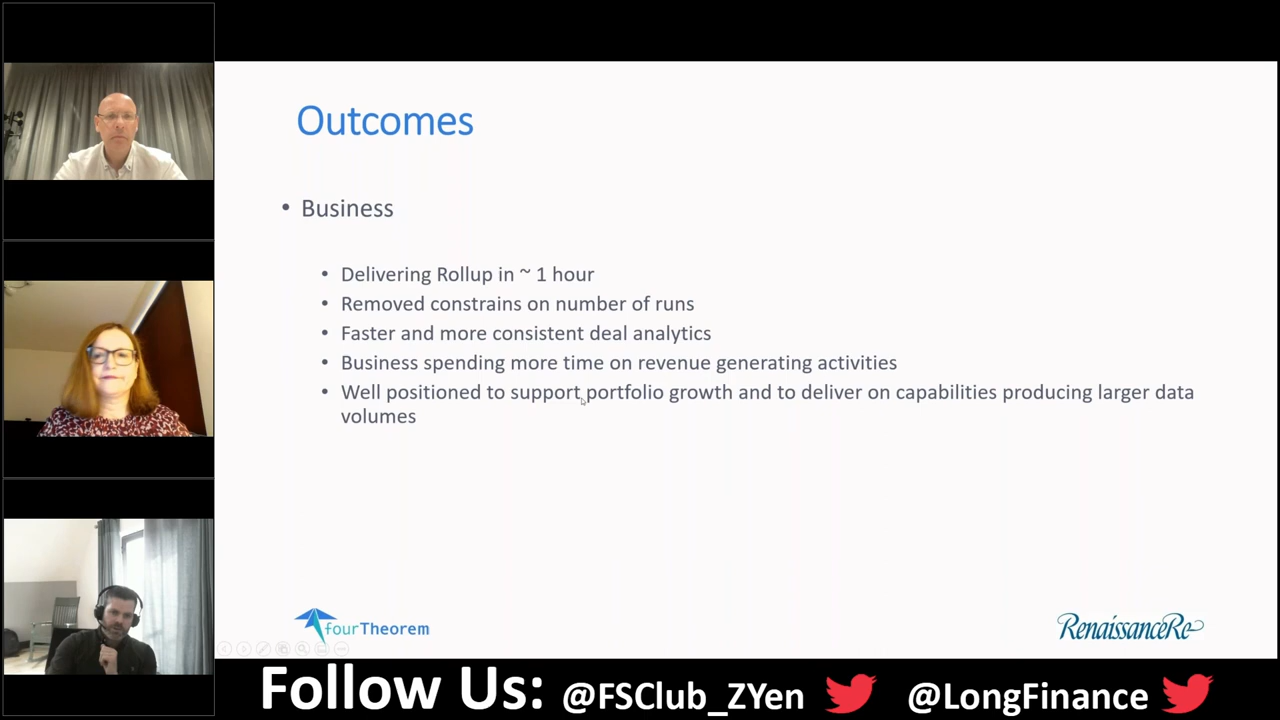 Outcomes
• Business
• Delivering Rollup in ~ 1 hour
• Removed constrains on number of runs
• Faster and more consistent deal analytics
• Business spending more time on revenue generating activities
• Well positioned to support portfolio growth and to deliver on capabilities producing larger data
volumes
fourTheorem
RenaissanceRe
Follow Us: @FSClub_ZYen @LongFinance